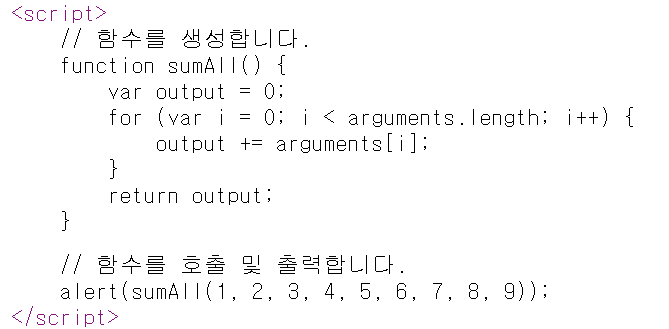 <script>
    // 함수를 생성합니다.
    function sumAll() {
        var output = 0;
        for (var i = 0; i < arguments.length; i++) {
            output += arguments[i];
        }
        return output;
    }

    // 함수를 호출 및 출력합니다.
    alert(sumAll(1, 2, 3, 4, 5, 6, 7, 8, 9));
</script>